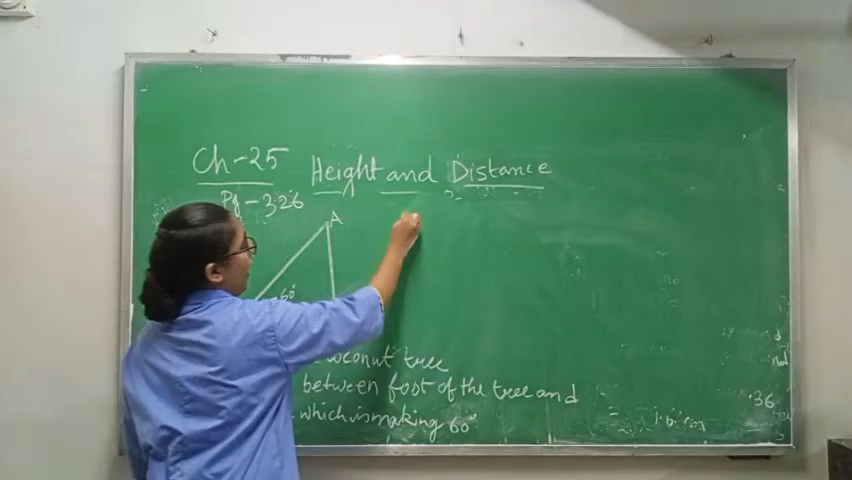 Ch-25 Height and Distance
Pg-326
A
60°
coconut tree
between foot of the tree and
which is making 60°
36
=